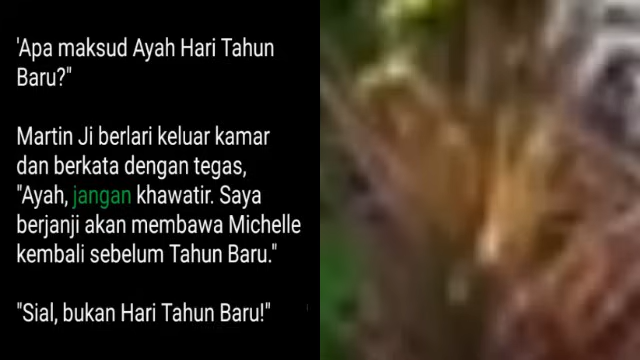 'Apa maksud Ayah Hari Tahun
Baru?"
Martin Ji berlari keluar kamar
dan berkata dengan tegas,
"Ayah, jangan khawatir. Saya
berjanji akan membawa Michelle
kembali sebelum Tahun Baru."
"Sial, bukan Hari Tahun Baru!"